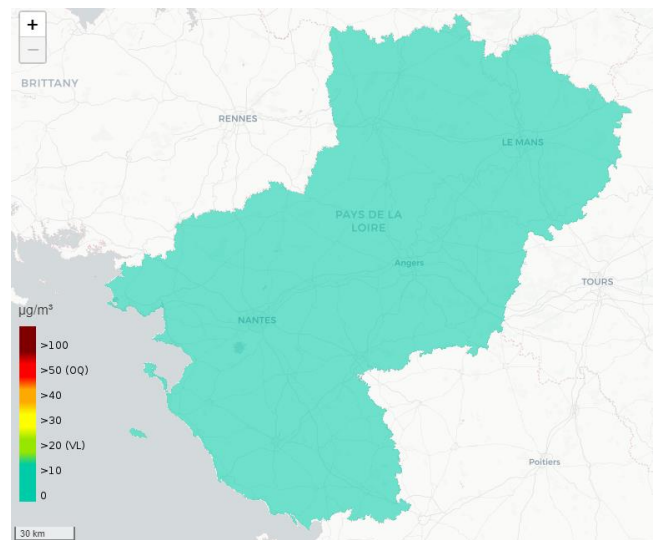 +
−
BRITTANY
RENNES
LE MANS
PAYS DE LA
LOIRE
Angers
TOURS
NANTES
µg/m³
>100
>50 (OQ)
>40
>30
>20 (VL)
>10
0
Poitiers
30 km